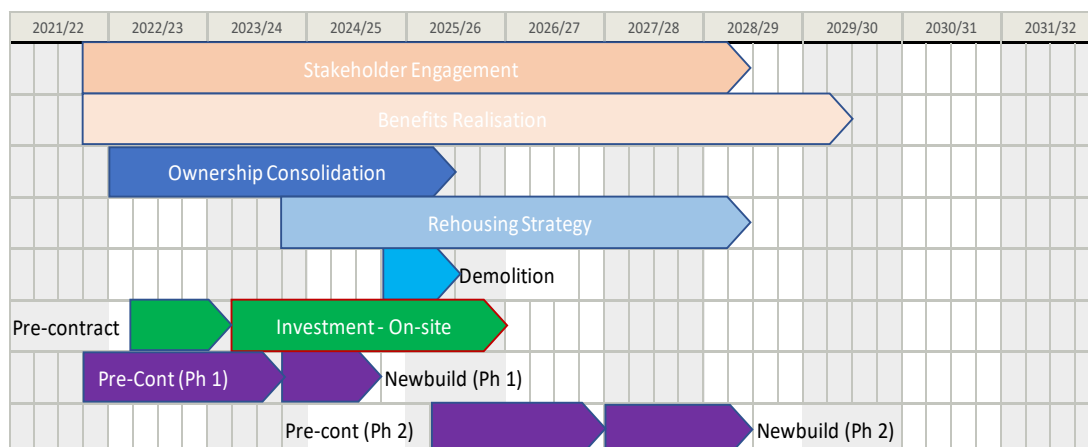 2021/22 2022/23 2023/24 2024/25 2025/26 2026/27 2027/28 2028/29 2029/30 2030/31 2031/32
Stakeholder Engagement
Benefits Realisation
Ownership Consolidation
Rehousing Strategy
Demolition
Pre-contract Investment - On-site
Pre-Cont (Ph 1) Newbuild (Ph 1)
Pre-cont (Ph 2) Newbuild (Ph 2)